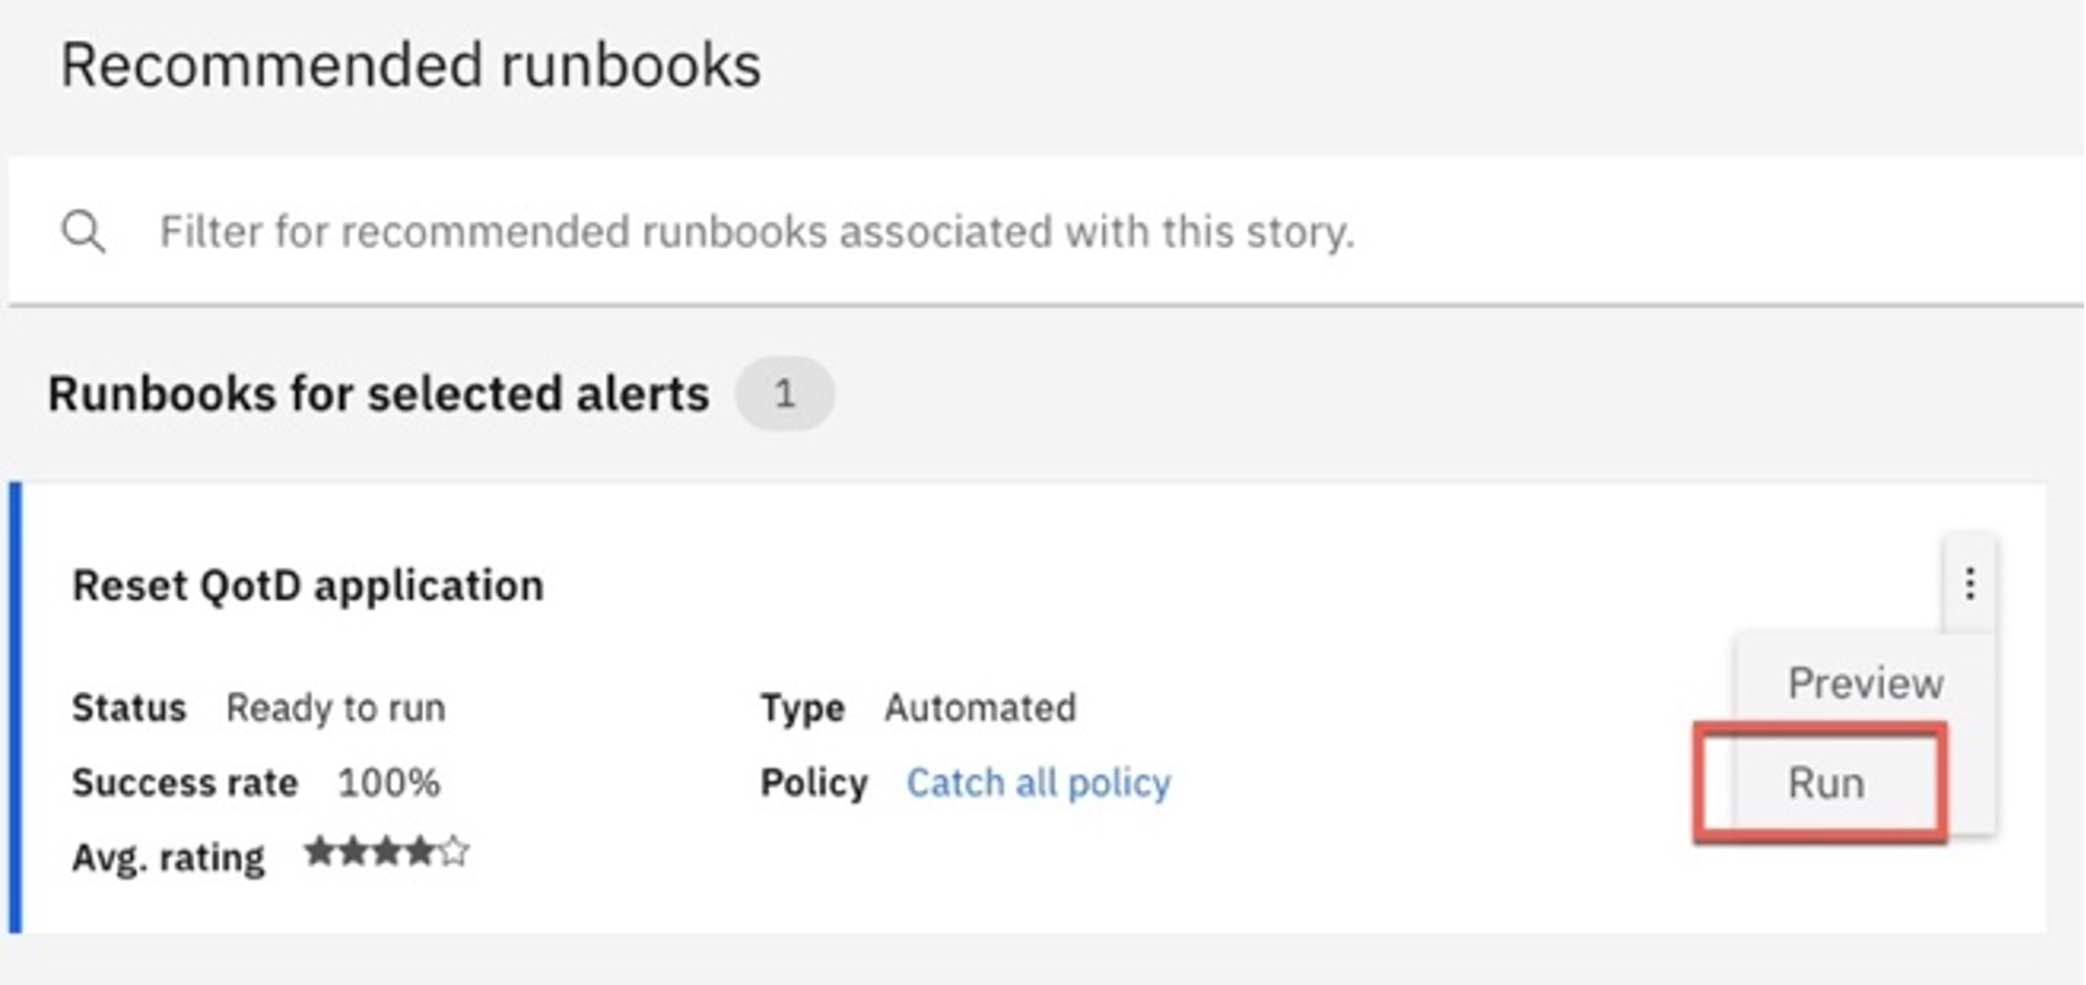 Recommended runbooks
Filter for recommended runbooks associated with this story.
Runbooks for selected alerts 1
Reset QotD application
Preview
Status Ready to run Type Automated
Success rate 100% Policy Catch all policy Run
Avg. rating